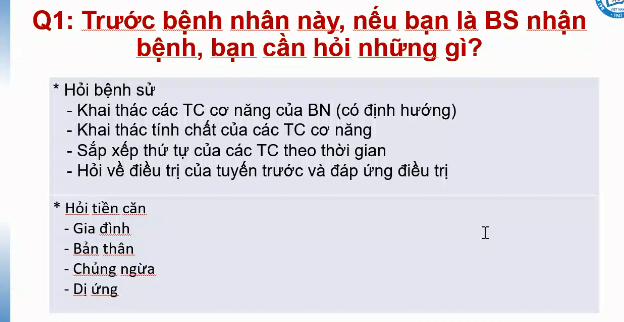 Q1: Trước bệnh nhân này, nếu bạn là BS nhận
bệnh, bạn cần hỏi những gì?
* Hỏi bệnh sử
- Khai thác các TC cơ năng của BN (có định hướng)
- Khai thác tính chất của các TC cơ năng
- Sắp xếp thứ tự của các TC theo thời gian
- Hỏi về điều trị của tuyến trước và đáp ứng điều trị
* Hỏi tiền căn
- Gia đình
- Bản thân
- Chủng ngừa
- Dị ứng